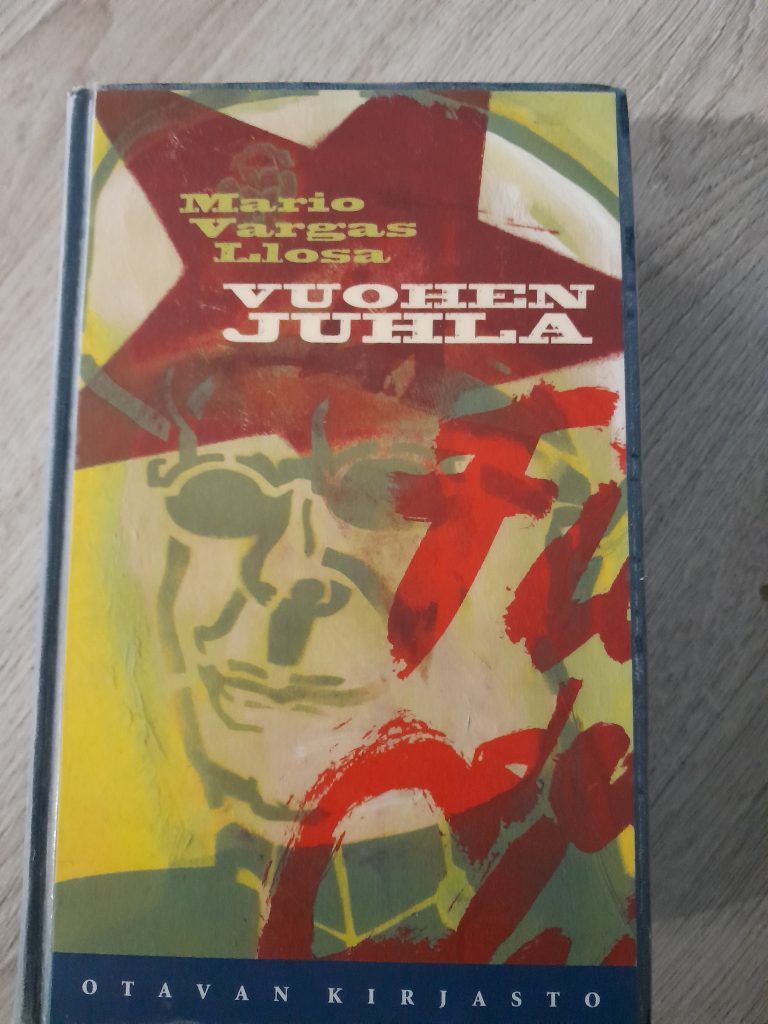 Mario
Vargas
Llosa
VUOHEN
JUHLA
OTAVAN KIRJASTO